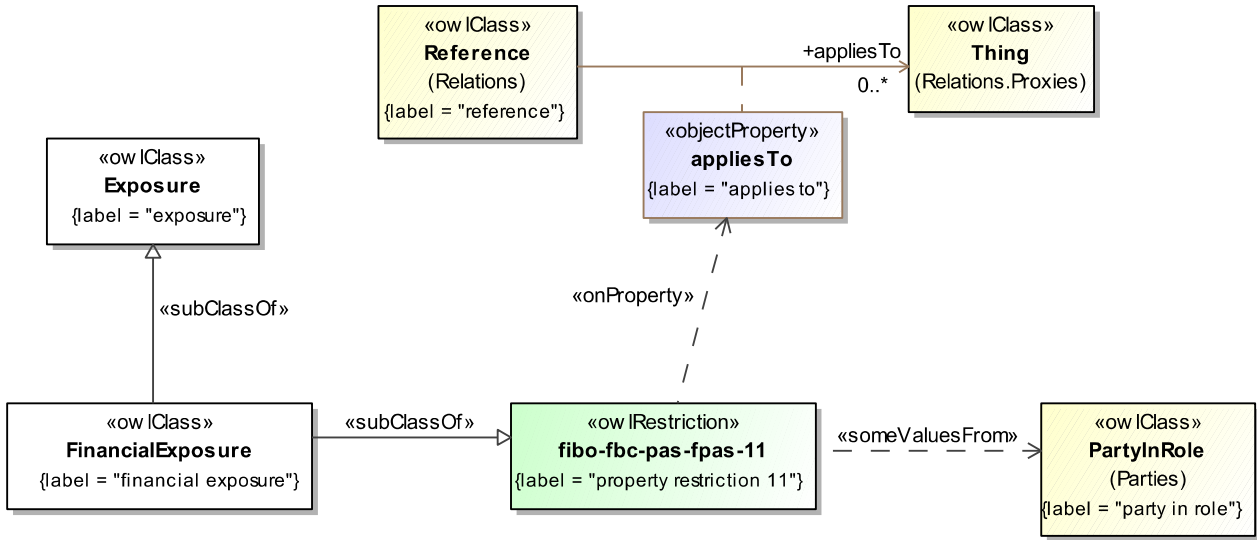 «owlClass»
Reference
(Relations)
{label = "reference"}
+appliesTo
0..*
«owlClass»
Thing
(Relations.Proxies)
«objectProperty»
appliesTo
{label = "applies to"}
«owlClass»
Exposure
{label = "exposure"}
«subClassOf»
«onProperty»
«owlClass»
FinancialExposure
{label = "financial exposure"}
«subClassOf»
«owlRestriction»
fibo-fbc-pas-fpas-11
{label = "property restriction 11"}
«someValuesFrom»
«owlClass»
PartyInRole
(Parties)
{label = "party in role"}